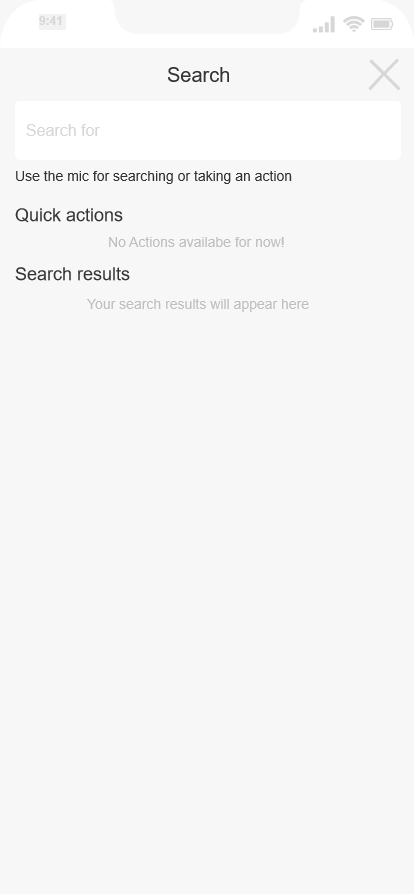 9:41
Search
Search for
Use the mic for searching or taking an action
Quick actions
No Actions availabe for now!
Search results
Your search results will appear here